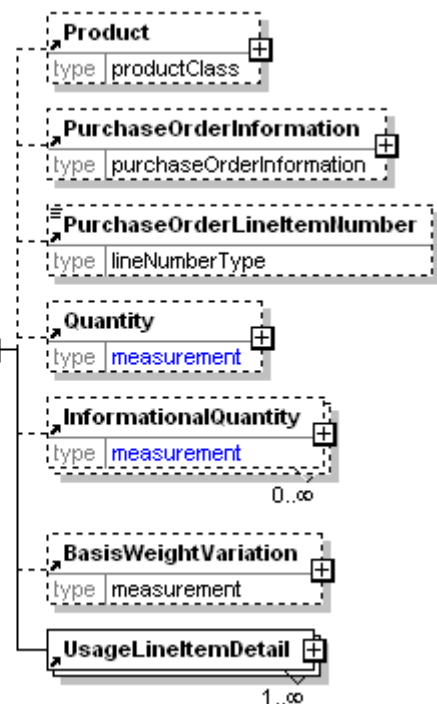 Product
type productClass
PurchaseOrderInformation
type purchaseOrderInformation
PurchaseOrderLineItemNumber
type lineNumberType
Quantity
type measurement
InformationalQuantity
type measurement
0..∞
BasisWeightVariation
type measurement
UsageLineItemDetail
1..∞